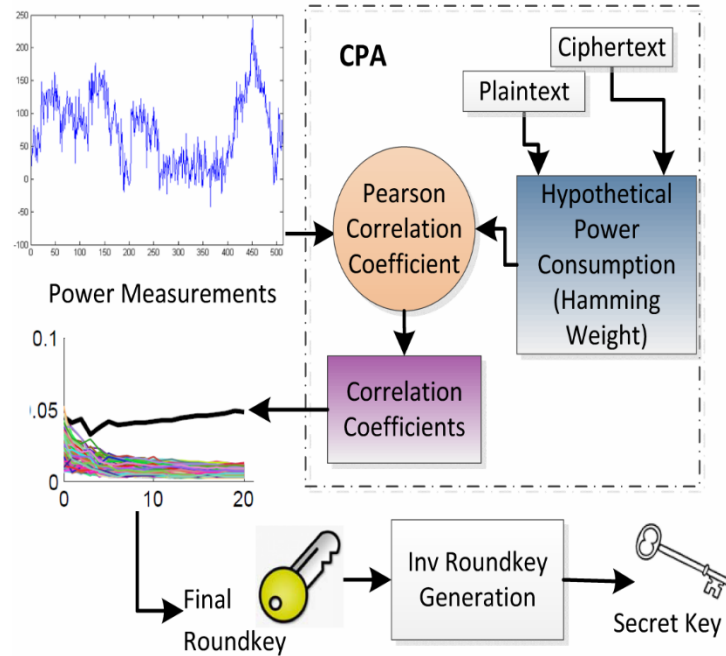 250
200
150
100
50
0
-50
-100
0 50 100 150 200 250 300 350 400 450 500
Power Measurements
CPA
Ciphertext
Plaintext
Pearson
Correlation
Coefficient
Hypothetical
Power
Consumption
(Hamming
Weight)
Correlation
Coefficients
0.1
0.05
0
0 10 20
Final
Roundkey
Inv Roundkey
Generation
Secret Key